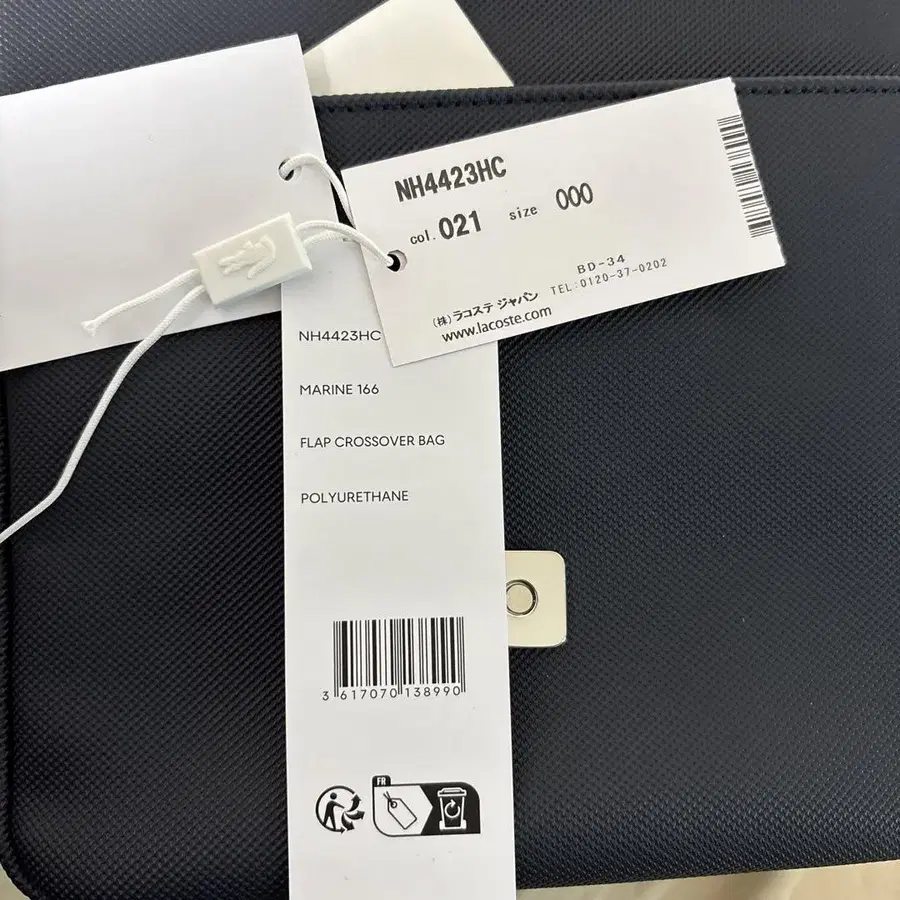 NH4423HC
col. 021 size 000
BD-34
TEL:0120-37-0202
(株)ラコステ ジャパン
www.lacoste.com
NH4423HC
MARINE 166
FLAP CROSSOVER BAG
POLYURETHANE
3 617070 138990
FR